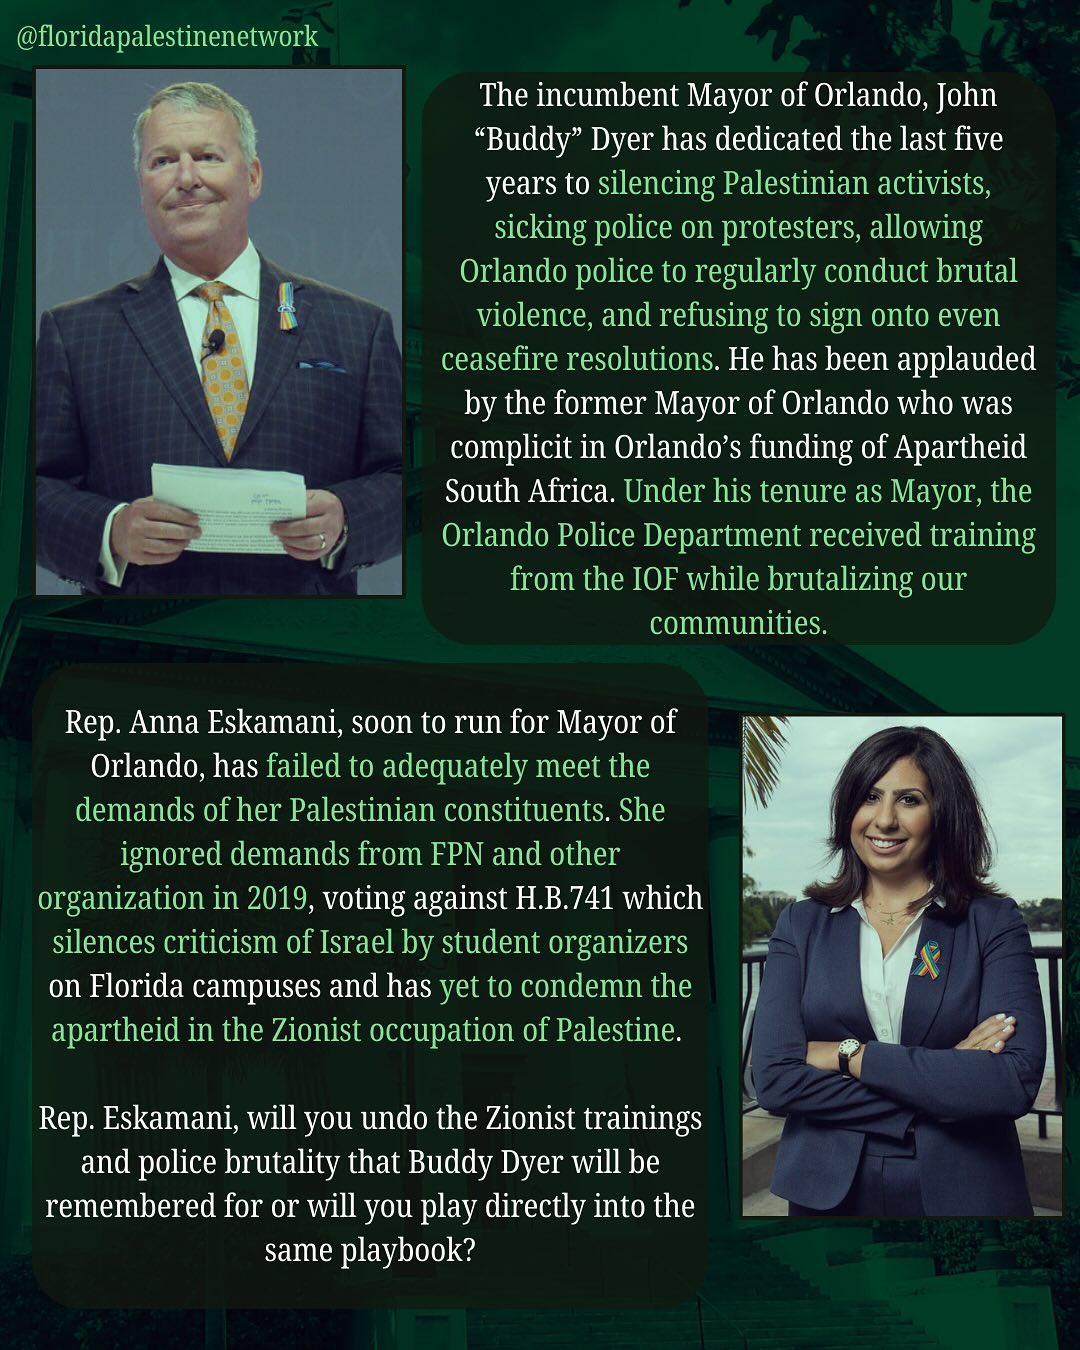 @floridapalestinenetwork
The incumbent Mayor of Orlando, John
“Buddy” Dyer has dedicated the last five
years to silencing Palestinian activists,
sicking police on protesters, allowing
Orlando police to regularly conduct brutal
violence, and refusing to sign onto even
ceasefire resolutions. He has been applauded
by the former Mayor of Orlando who was
complicit in Orlando’s funding of Apartheid
South Africa. Under his tenure as Mayor, the
Orlando Police Department received training
from the IOF while brutalizing our
communities.
Rep. Anna Eskamani, soon to run for Mayor of
Orlando, has failed to adequately meet the
demands of her Palestinian constituents. She
ignored demands from FPN and other
organization in 2019, voting against H.B.741 which
silences criticism of Israel by student organizers
on Florida campuses and has yet to condemn the
apartheid in the Zionist occupation of Palestine.
Rep. Eskamani, will you undo the Zionist trainings
and police brutality that Buddy Dyer will be
remembered for or will you play directly into the
same playbook?